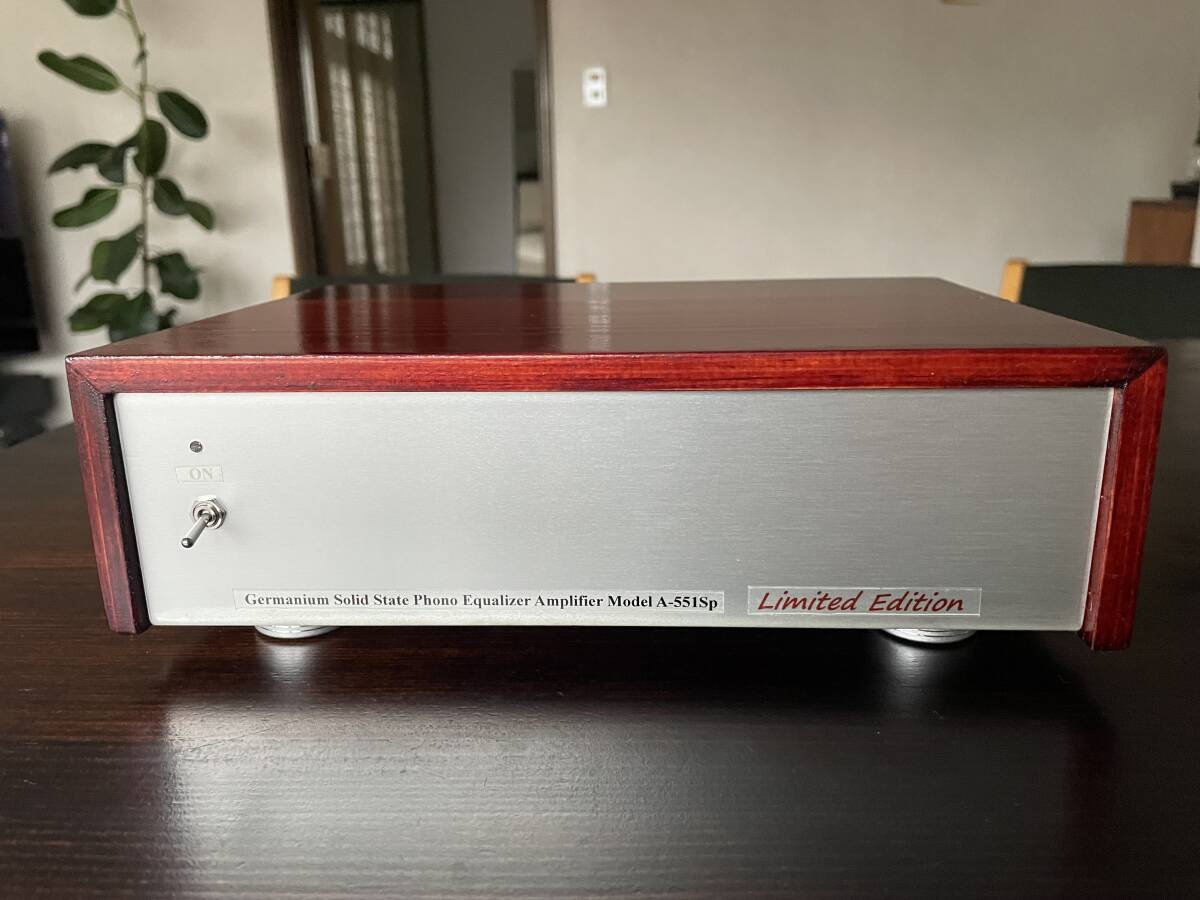 ON
Germanium Solid State Phono Equalizer Amplifier Model A-551Sp
Limited Edition